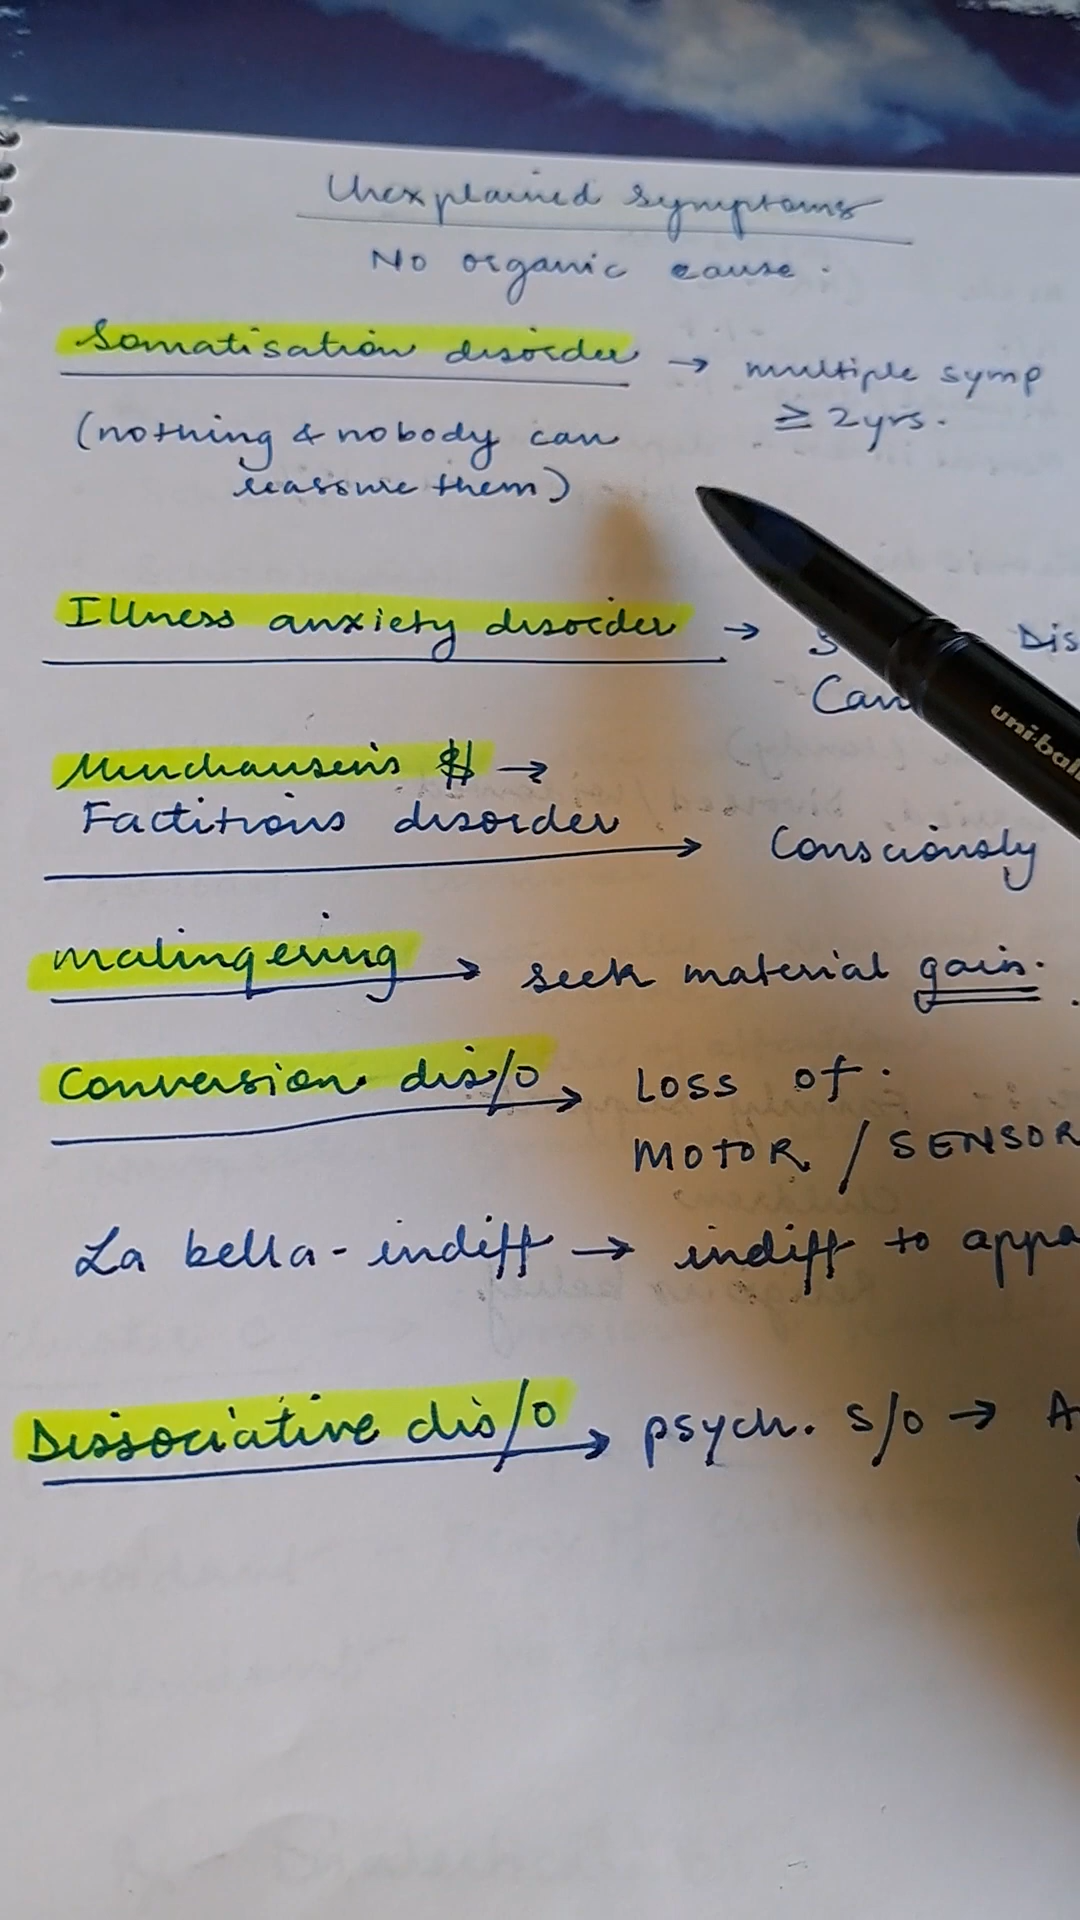 Unexplained symptoms
No organic cause.
Somatisation disorder → multiple symp
≥ 2yrs.
(nothing & nobody can
reassure them)
Illness anxiety disorder → Dis
Can
Munchausen's $ →
Factitious disorder → Consciously
malingering → seek material gain.
Conversion dis/o → Loss of.
MOTOR / SENSOR
La bella-indiff → indiff to appa
Dissociative dis/o → psych. s/o → A
uni-ball